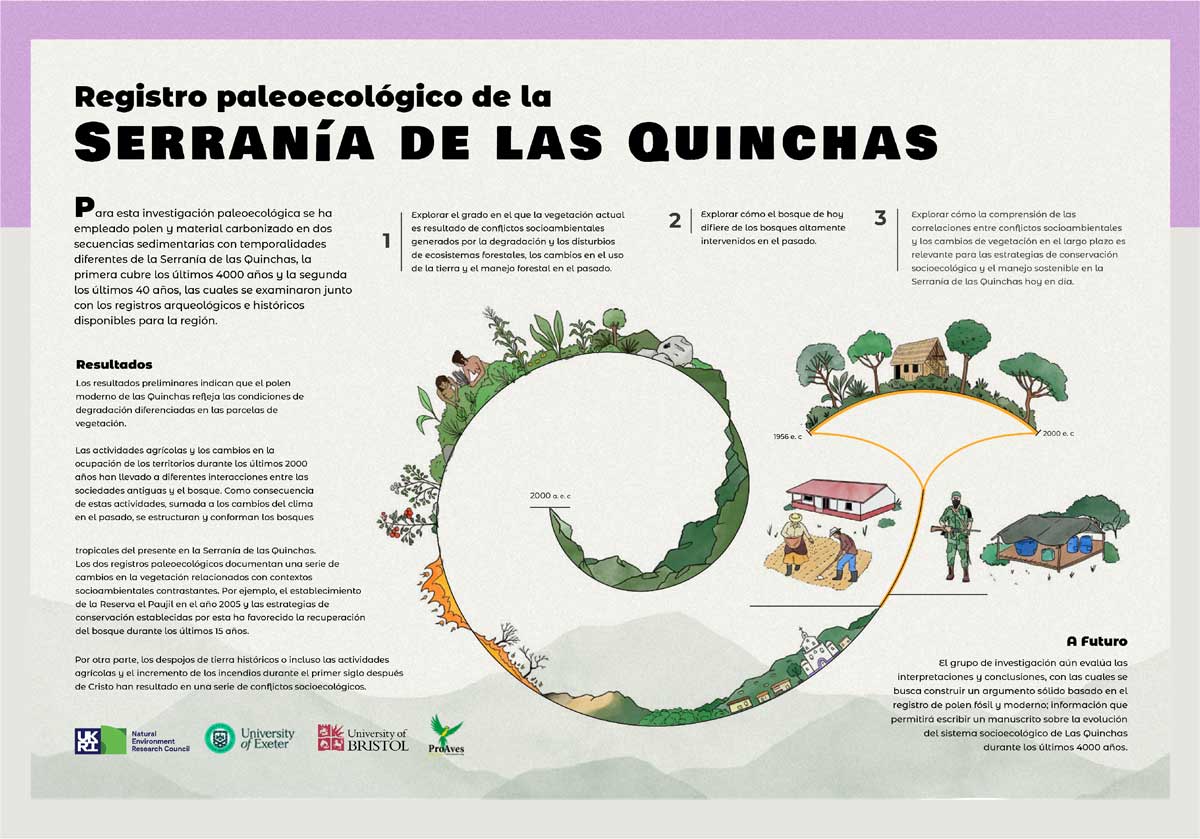 Registro paleoecológico de la
SERRANÍA DE LAS QUINCHAS
Para esta investigación paleoecológica se ha
empleado polen y material carbonizado en dos
secuencias sedimentarias con temporalidades
diferentes de la Serranía de las Quinchas, la
primera cubre los últimos 4000 años y la segunda
los últimos 40 años, las cuales se examinaron junto
con los registros arqueológicos e históricos
disponibles para la región.
1
Explorar el grado en el que la vegetación actual
es resultado de conflictos socioambientales
generados por la degradación y los disturbios
de ecosistemas forestales, los cambios en el uso
de la tierra y el manejo forestal en el pasado.
2
Explorar cómo el bosque de hoy
difiere de los bosques altamente
intervenidos en el pasado.
3
Explorar cómo la comprensión de las
correlaciones entre conflictos socioambientales
y los cambios de vegetación en el largo plazo es
relevante para las estrategias de conservación
socioecológica y el manejo sostenible en la
Serranía de las Quinchas hoy en día.
Resultados
Los resultados preliminares indican que el polen
moderno de las Quinchas refleja las condiciones de
degradación diferenciadas en las parcelas de
vegetación.
Las actividades agrícolas y los cambios en la
ocupación de los territorios durante los últimos 2000
años han llevado a diferentes interacciones entre las
sociedades antiguas y el bosque. Como consecuencia
de estas actividades, sumada a los cambios del clima
en el pasado, se estructuran y conforman los bosques
tropicales del presente en la Serranía de las Quinchas.
Los dos registros paleoecológicos documentan una serie de
cambios en la vegetación relacionados con contextos
socioambientales contrastantes. Por ejemplo, el establecimiento
de la Reserva el Paujil en el año 2005 y las estrategias de
conservación establecidas por esta ha favorecido la recuperación
del bosque durante los últimos 15 años.
Por otra parte, los despojos de tierra históricos o incluso las actividades
agrícolas y el incremento de los incendios durante el primer siglo después
de Cristo han resultado en una serie de conflictos socioecológicos.
2000 a. e. c
1956 e. c
2000 e. c
A Futuro
El grupo de investigación aún evalúa las
interpretaciones y conclusiones, con las cuales se
busca construir un argumento sólido basado en el
registro de polen fósil y moderno; información que
permitirá escribir un manuscrito sobre la evolución
del sistema socioecológico de Las Quinchas
durante los últimos 4000 años.
UK
RI
Natural
Environment
Research Council
University
of Exeter
University of
BRISTOL
ProAves